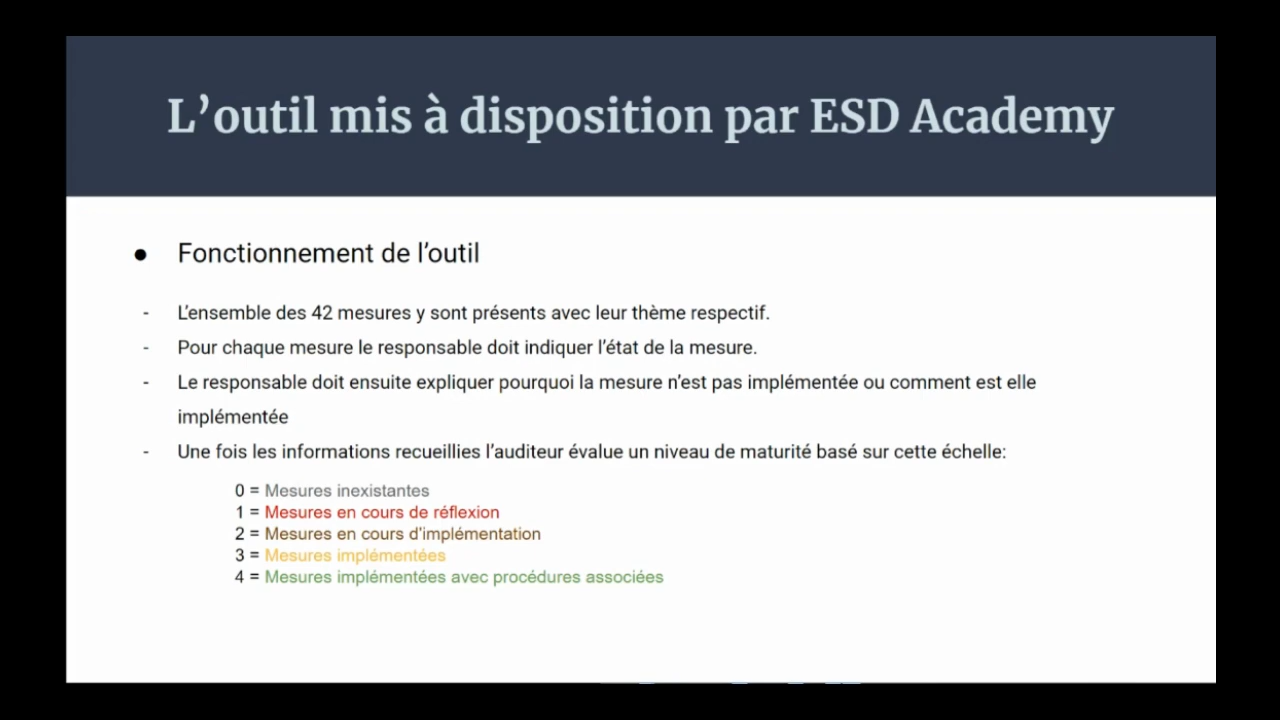 L’outil mis à disposition par ESD Academy
● Fonctionnement de l’outil
- L’ensemble des 42 mesures y sont présents avec leur thème respectif.
- Pour chaque mesure le responsable doit indiquer l’état de la mesure.
- Le responsable doit ensuite expliquer pourquoi la mesure n’est pas implémentée ou comment est elle
implémentée
- Une fois les informations recueillies l’auditeur évalue un niveau de maturité basé sur cette échelle:
0 = Mesures inexistantes
1 = Mesures en cours de réflexion
2 = Mesures en cours d'implémentation
3 = Mesures implémentées
4 = Mesures implémentées avec procédures associées